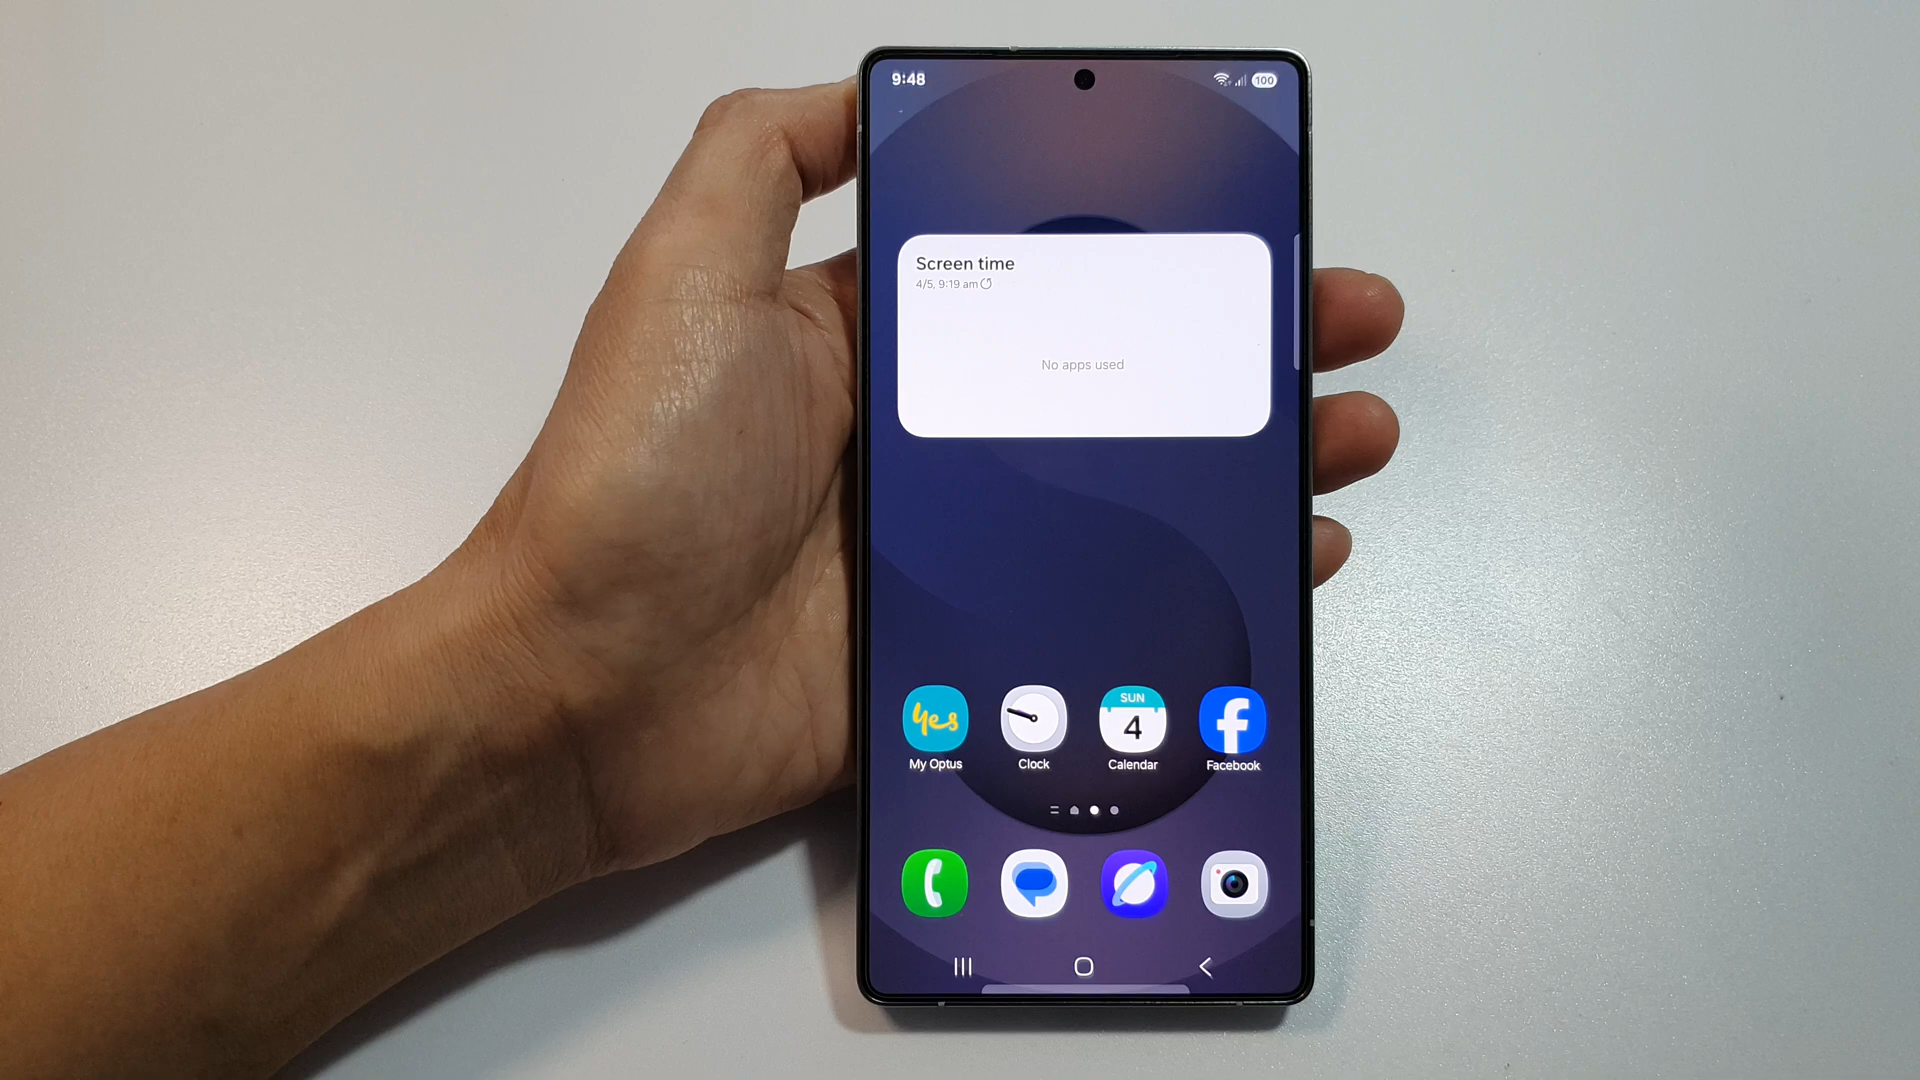 9:48
100
Screen time
4/5, 9:19 am
No apps used
yes
SUN
4
My Optus
Clock
Calendar
Facebook